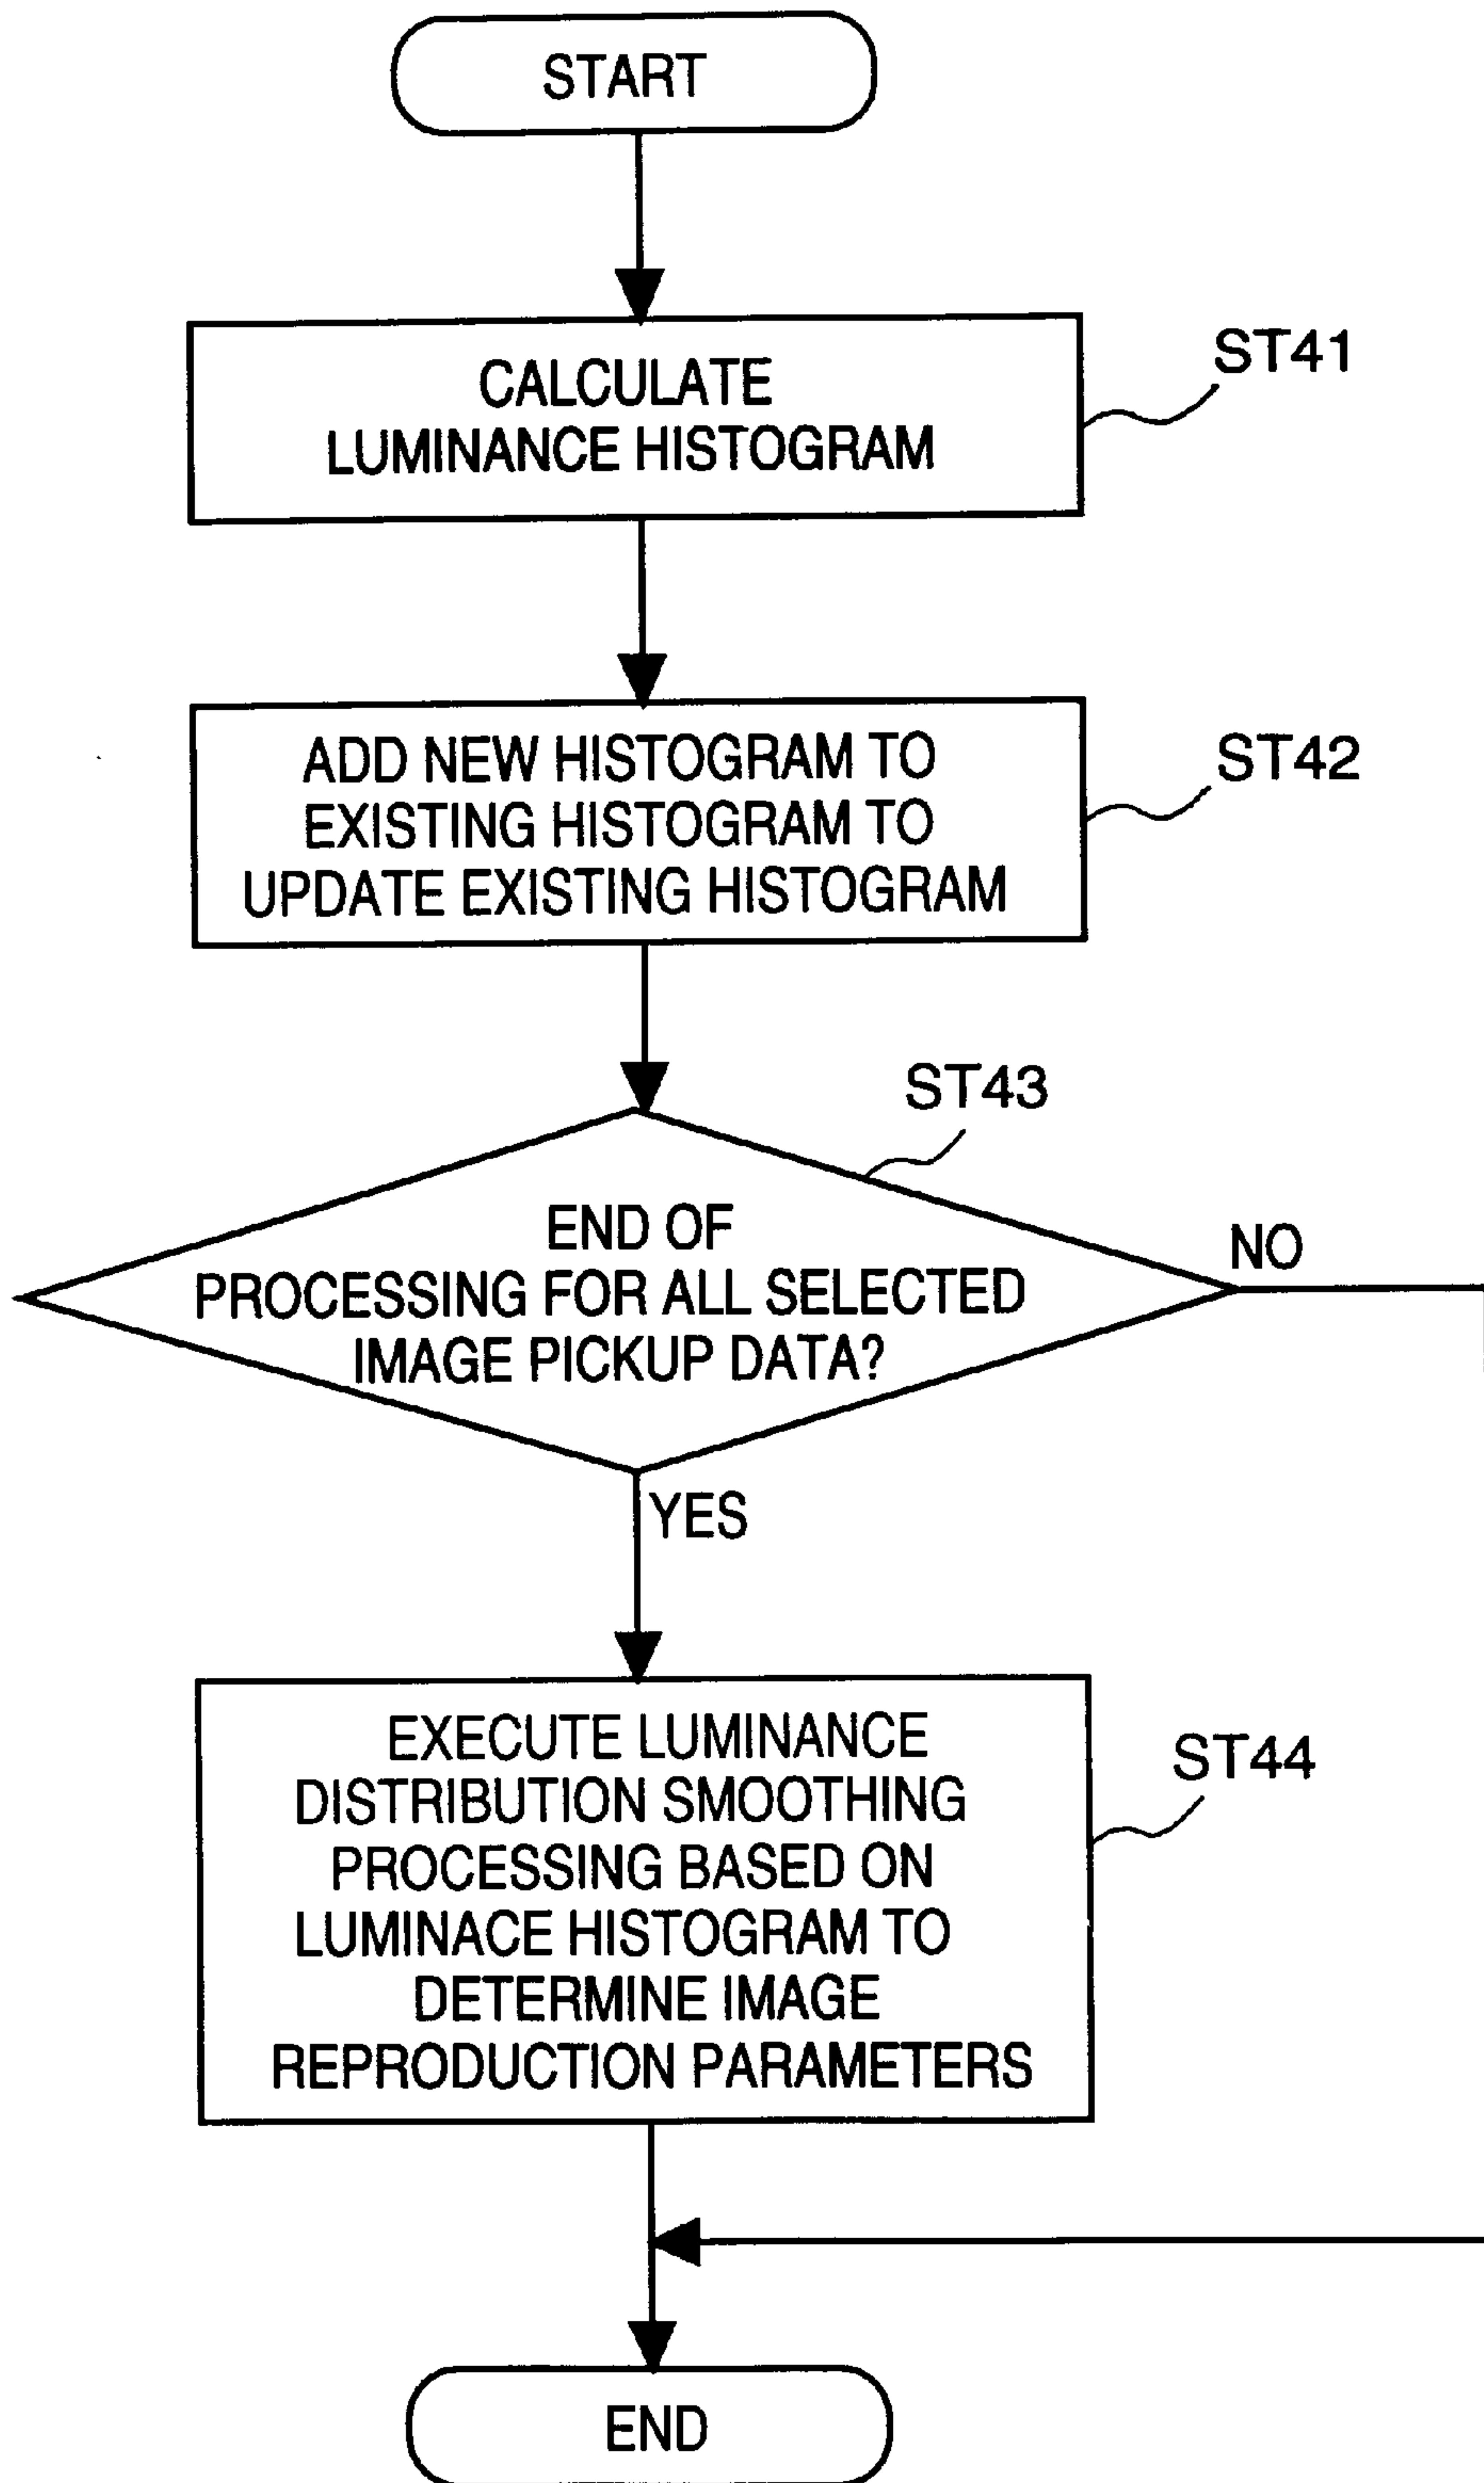 START
CALCULATE
LUMINANCE HISTOGRAM
ST41
ADD NEW HISTOGRAM TO
EXISTING HISTOGRAM TO
UPDATE EXISTING HISTOGRAM
ST42
ST43
END OF
PROCESSING FOR ALL SELECTED
IMAGE PICKUP DATA?
NO
YES
EXECUTE LUMINANCE
DISTRIBUTION SMOOTHING
PROCESSING BASED ON
LUMINACE HISTOGRAM TO
DETERMINE IMAGE
REPRODUCTION PARAMETERS
ST44
END